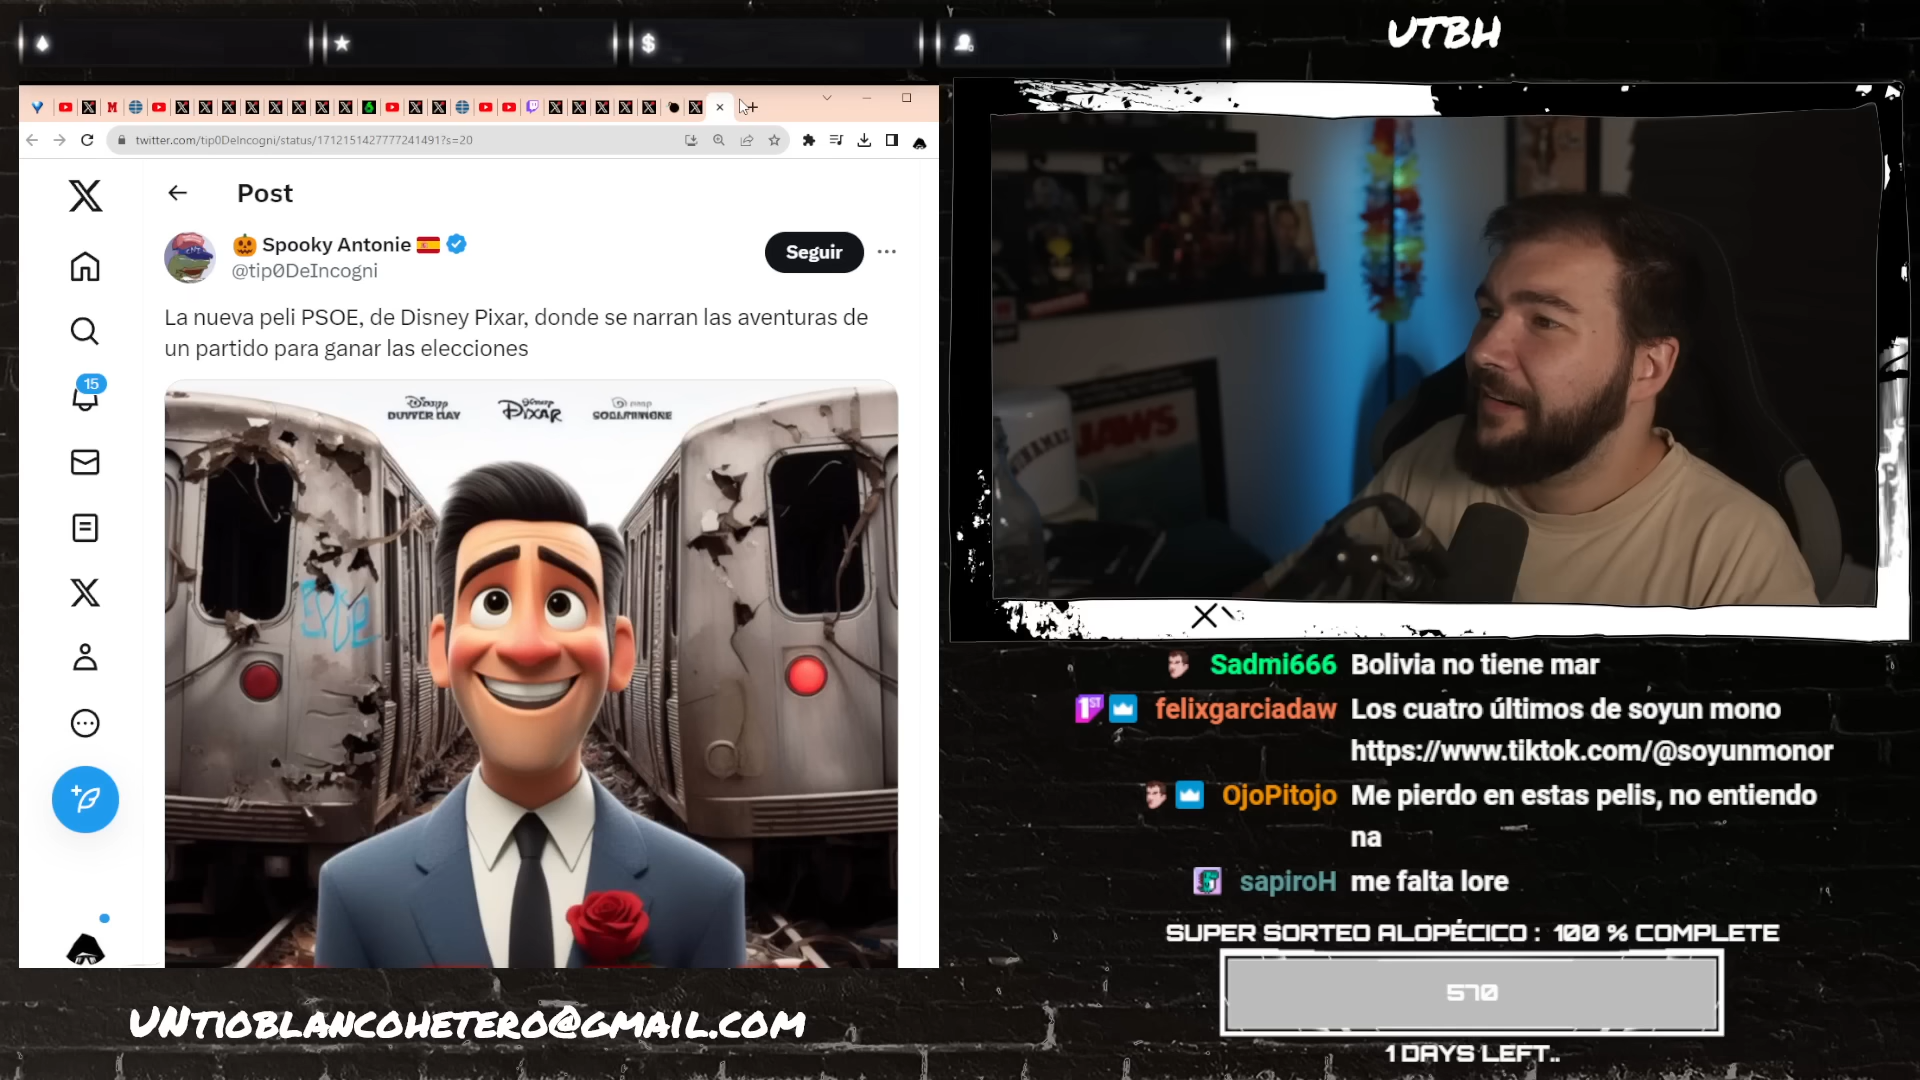 UTBH
twitter.com/tip0DeIncogni/status/1712151427777241491?s=20
Post
Spooky Antonie
@tip0DeIncogni
Seguir
15
La nueva peli PSOE, de Disney Pixar, donde se narran las aventuras de
un partido para ganar las elecciones
PIXAR
JAWS
Sadmi666 Bolivia no tiene mar
1ST felixgarciadaw Los cuatro últimos de soyun mono
https://www.tiktok.com/@soyunmonor
OjoPitojo Me pierdo en estas pelis, no entiendo
na
sapiroH me falta lore
SUPER SORTEO ALOPÉCICO : 100 % COMPLETE
570
1 DAYS LEFT..
UNTIOBLANCOHETERO@GMAIL.COM